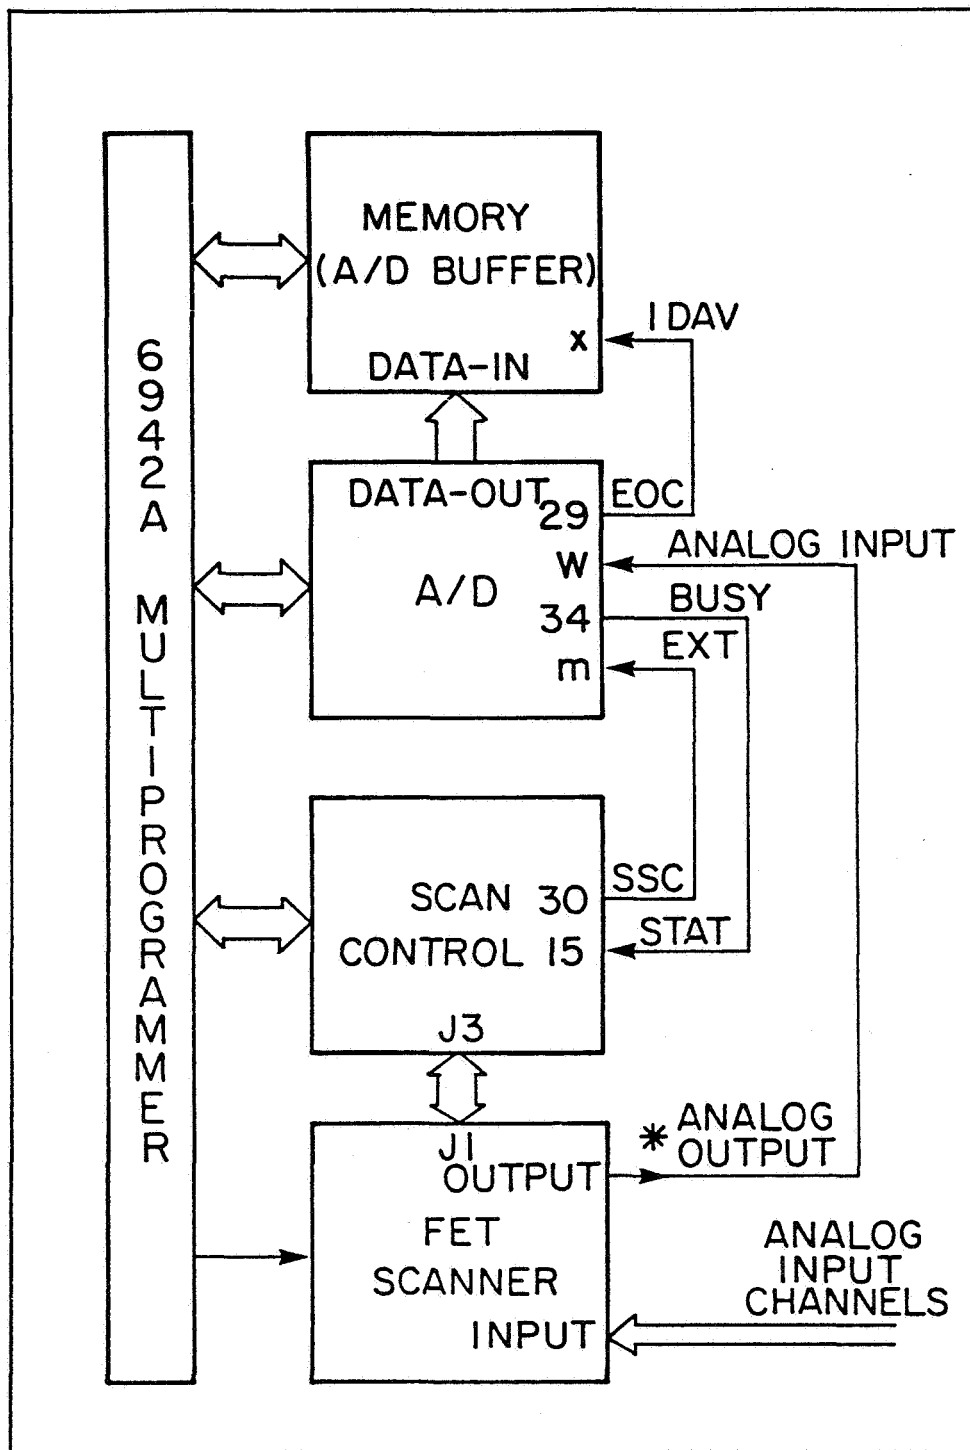 6942A MULTIPROGRAMMER
MEMORY
(A/D BUFFER)
x
DATA-IN
I DAV
DATA-OUT
29
EOC
W
ANALOG INPUT
A/D
34
BUSY
m
EXT
SCAN 30
SSC
CONTROL 15
STAT
J3
J1
OUTPUT
* ANALOG
OUTPUT
FET
SCANNER
INPUT
ANALOG
INPUT
CHANNELS